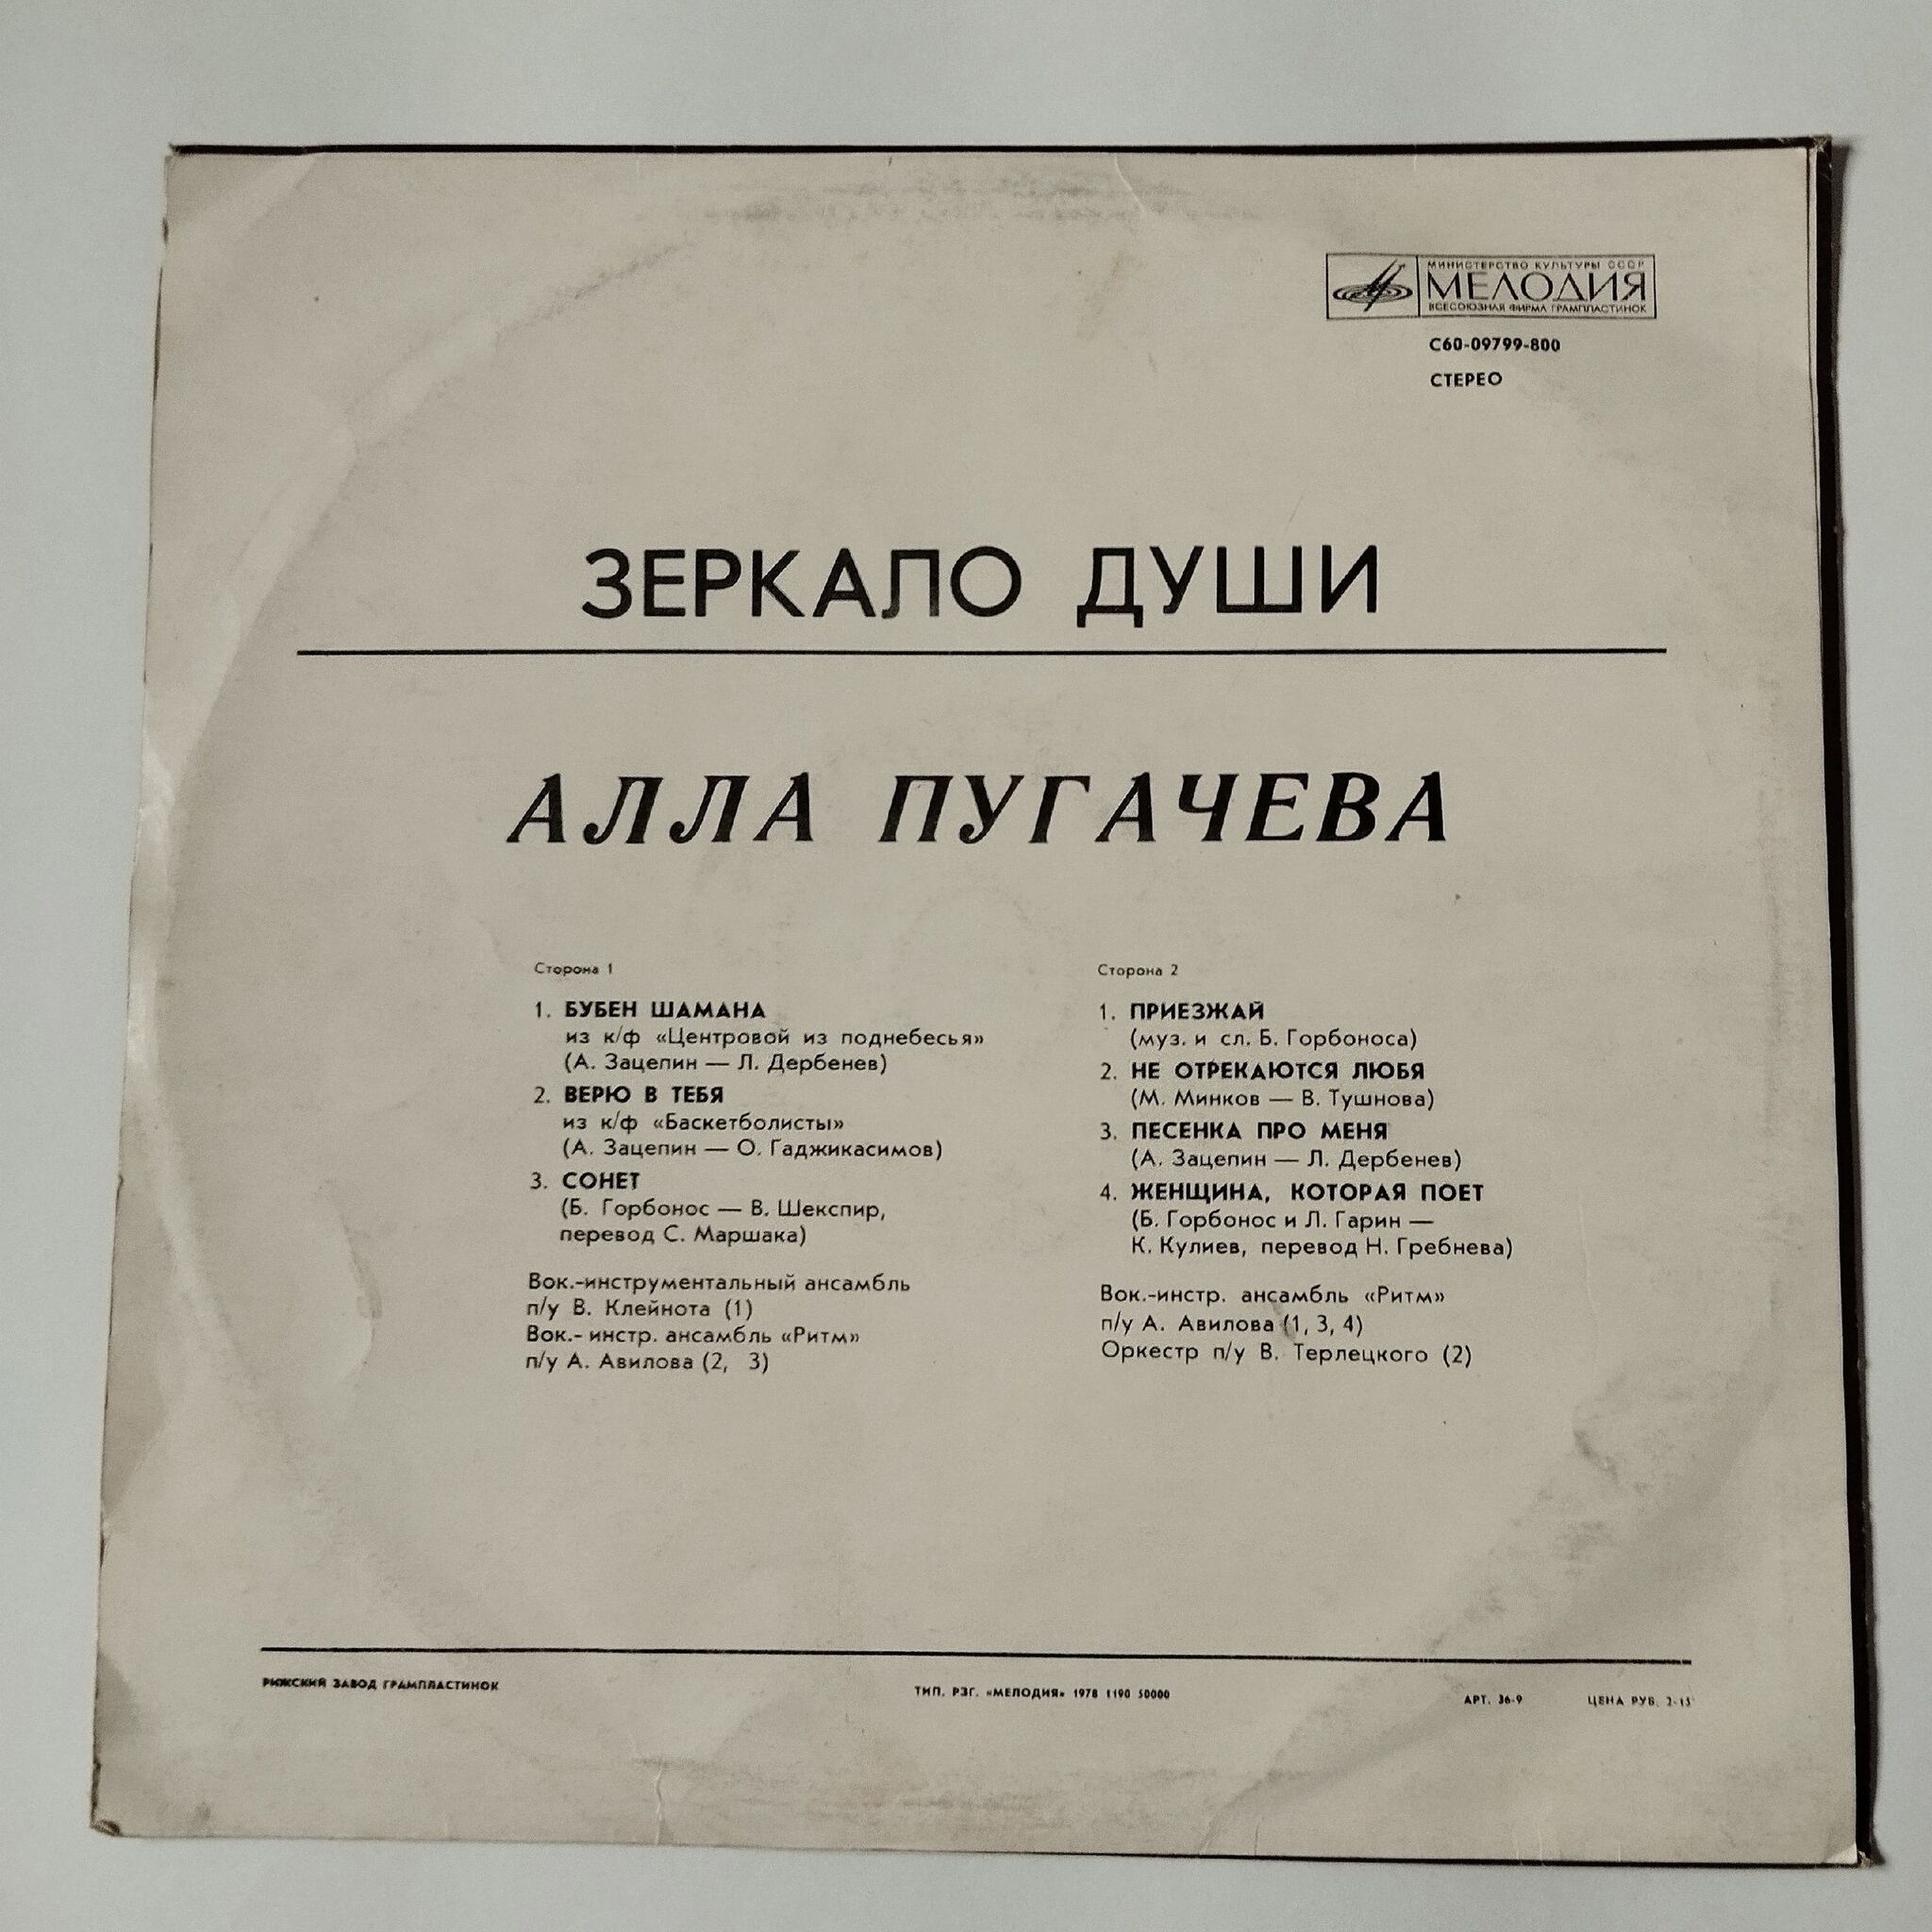 МИНИСТЕРСТВО КУЛЬТУРЫ СССР
МЕЛОДИЯ
ВСЕСОЮЗНАЯ ФИРМА ГРАМПЛАСТИНОК
С60-09799-800
СТЕРЕО
ЗЕРКАЛО ДУШИ
АЛЛА ПУГАЧЕВА
Сторона 1
1. БУБЕН ШАМАНА
из к/ф «Центровой из поднебесья»
(А. Зацепин — Л. Дербенев)
2. ВЕРЮ В ТЕБЯ
из к/ф «Баскетболисты»
(А. Зацепин — О. Гаджикасимов)
3. СОНЕТ
(Б. Горбонос — В. Шекспир,
перевод С. Маршака)
Вок.-инструментальный ансамбль
п/у В. Клейнота (1)
Вок.- инстр. ансамбль «Ритм»
п/у А. Авилова (2, 3)
Сторона 2
1. ПРИЕЗЖАЙ
(муз. и сл. Б. Горбоноса)
2. НЕ ОТРЕКАЮТСЯ ЛЮБЯ
(М. Минков — В. Тушнова)
3. ПЕСЕНКА ПРО МЕНЯ
(А. Зацепин — Л. Дербенев)
4. ЖЕНЩИНА, КОТОРАЯ ПОЕТ
(Б. Горбонос и Л. Гарин —
К. Кулиев, перевод Н. Гребнева)
Вок.-инстр. ансамбль «Ритм»
п/у А. Авилова (1, 3, 4)
Оркестр п/у В. Терлецкого (2)
РИЖСКИЙ ЗАВОД ГРАМПЛАСТИНОК
ТИП. РЗГ. «МЕЛОДИЯ» 1978 1190 50000
АРТ. 36-9
ЦЕНА РУБ. 2-15